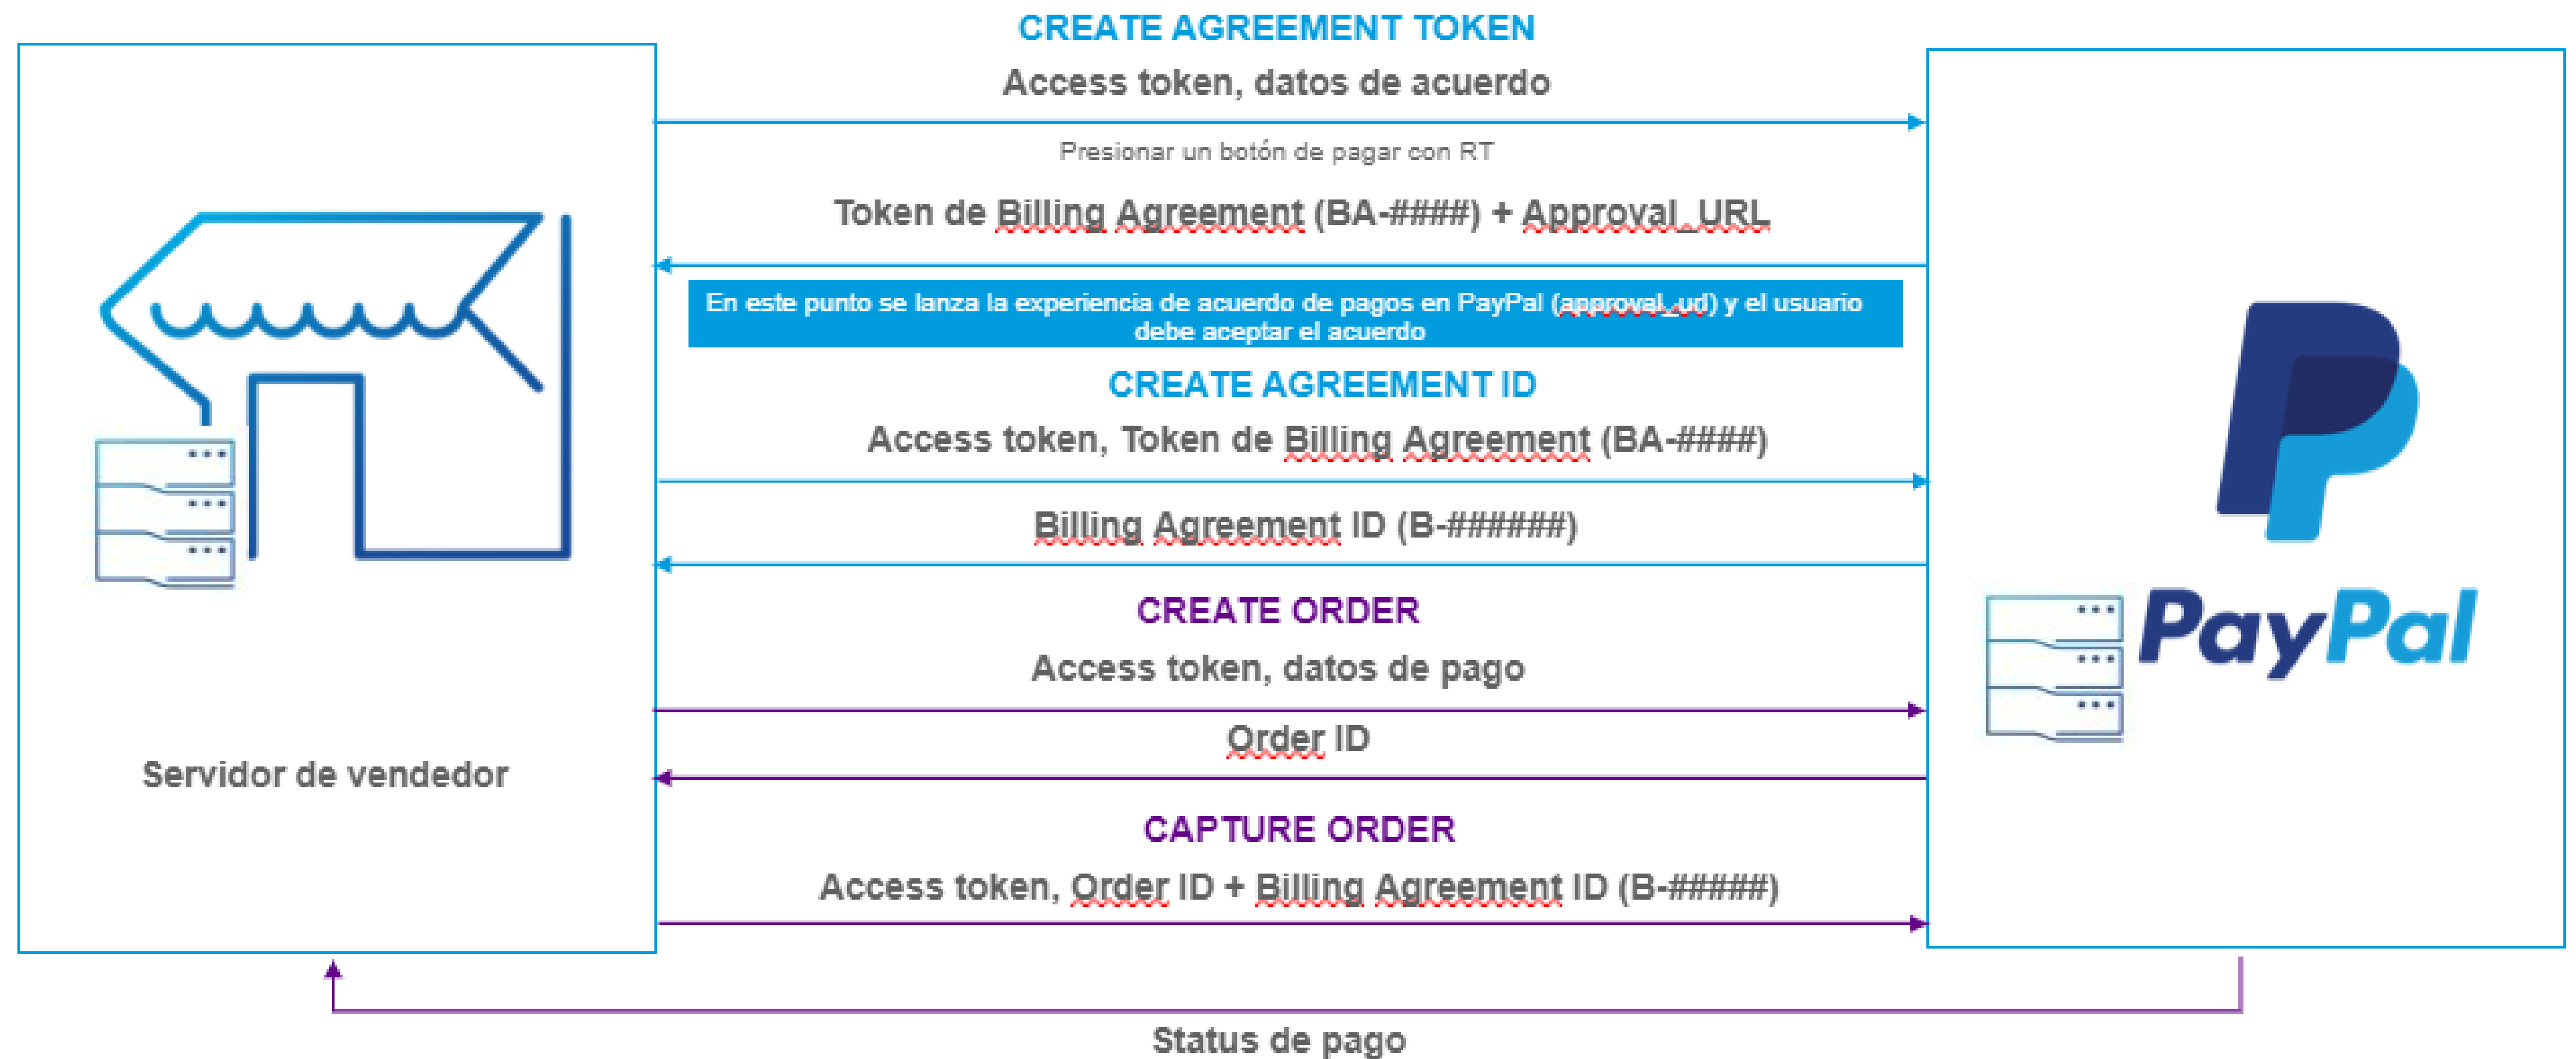 CREATE AGREEMENT TOKEN
Access token, datos de acuerdo
Presionar un botón de pagar con RT
Token de Billing Agreement (BA-####) + Approval_URL
En este punto se lanza la experiencia de acuerdo de pagos en PayPal (approval_url) y el usuario
debe aceptar el acuerdo
CREATE AGREEMENT ID
Access token, Token de Billing Agreement (BA-####)
Billing Agreement ID (B-######)
CREATE ORDER
Access token, datos de pago
Order ID
CAPTURE ORDER
Access token, Order ID + Billing Agreement ID (B-#####)
Status de pago
Servidor de vendedor
PayPal